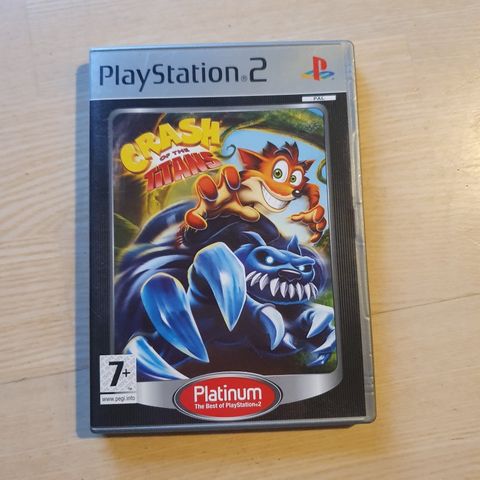 PlayStation®2
PAL
CRASH
OF THE
TITANS
7+
www.pegi.info
Platinum
The Best of PlayStation®2